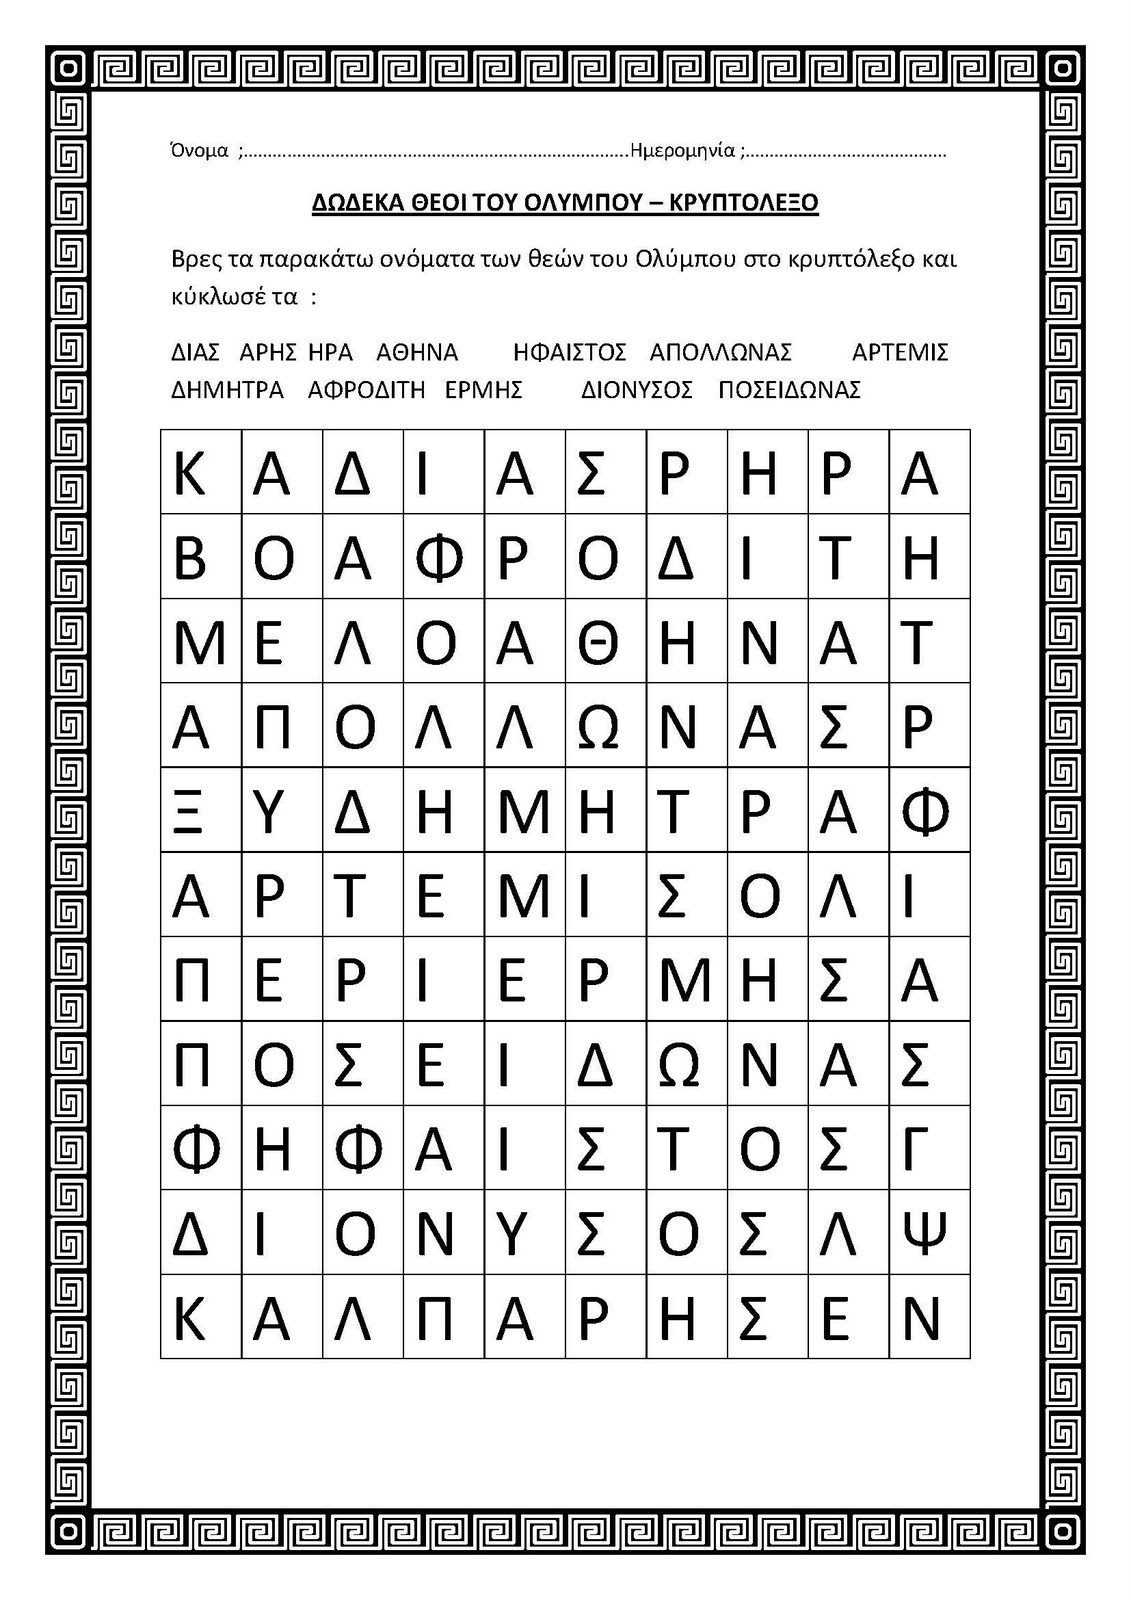 Όνομα ;......................................................................Ημερομηνία ;.....................................
ΔΩΔΕΚΑ ΘΕΟΙ ΤΟΥ ΟΛΥΜΠΟΥ – ΚΡΥΠΤΟΛΕΞΟ
Βρες τα παρακάτω ονόματα των θεών του Ολύμπου στο κρυπτόλεξο και
κύκλωσέ τα :
ΔΙΑΣ ΑΡΗΣ ΗΡΑ ΑΘΗΝΑ ΗΦΑΙΣΤΟΣ ΑΠΟΛΛΩΝΑΣ ΑΡΤΕΜΙΣ
ΔΗΜΗΤΡΑ ΑΦΡΟΔΙΤΗ ΕΡΜΗΣ ΔΙΟΝΥΣΟΣ ΠΟΣΕΙΔΩΝΑΣ
Κ Α Δ Ι Α Σ Ρ Η Ρ Α
Β Ο Α Φ Ρ Ο Δ Ι Τ Η
Μ Ε Λ Ο Α Θ Η Ν Α Τ
Α Π Ο Λ Λ Ω Ν Α Σ Ρ
Ξ Υ Δ Η Μ Η Τ Ρ Α Φ
Α Ρ Τ Ε Μ Ι Σ Ο Λ Ι
Π Ε Ρ Ι Ε Ρ Μ Η Σ Α
Π Ο Σ Ε Ι Δ Ω Ν Α Σ
Φ Η Φ Α Ι Σ Τ Ο Σ Γ
Δ Ι Ο Ν Υ Σ Ο Σ Λ Ψ
Κ Α Λ Π Α Ρ Η Σ Ε Ν